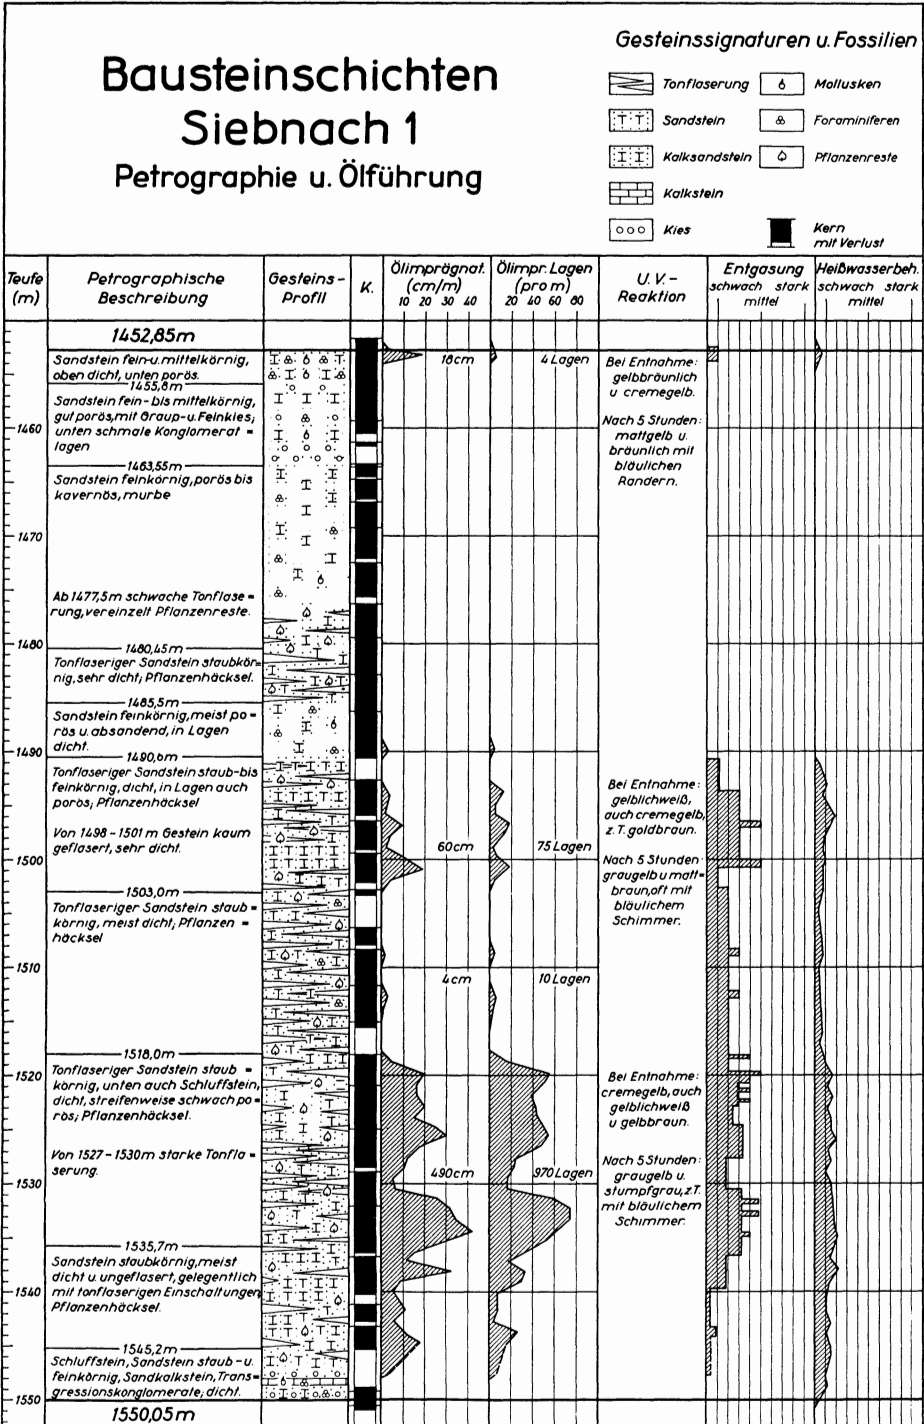 Bausteinschichten
Siebnach 1
Petrographie u. Ölführung
Gesteinssignaturen u. Fossilien
Tonflaserung
Mollusken
Sandstein
Foraminiferen
Kalksandstein
Pflanzenreste
Kalkstein
Kies
Kern
mit Verlust
Teufe
(m)
Petrographische
Beschreibung
Gesteins-
Profil
K.
Ölimprägnat.
(cm/m)
10 20 30 40
Ölimpr. Lagen
(pro m)
20 40 60 80
U.V.-
Reaktion
Entgasung
schwach stark
mittel
Heißwasserbeh.
schwach stark
mittel
1452,85m
Sandstein fein-u.mittelkörnig,
oben dicht, unten porös.
1455,8m
Sandstein fein- bis mittelkörnig,
gut porös, mit Graup-u. Feinkies;
unten schmale Konglomerat =
lagen
1463,55m
Sandstein feinkörnig, porös bis
kavernös, murbe
Ab 1477,5m schwache Tonflase =
rung, vereinzelt Pflanzenreste.
1480,45m
Tonflaseriger Sandstein staubkör=
nig, sehr dicht; Pflanzenhäcksel.
1485,5m
Sandstein feinkörnig, meist po =
rös u. absandend, in Lagen
dicht.
1490,6m
Tonflaseriger Sandstein staub-bis
feinkörnig, dicht, in Lagen auch
porös; Pflanzenhäcksel
Von 1498 - 1501 m Gestein kaum
geflasert, sehr dicht.
1503,0m
Tonflaseriger Sandstein staub =
körnig, meist dicht; Pflanzen =
häcksel
1518,0m
Tonflaseriger Sandstein staub =
körnig, unten auch Schluffstein,
dicht, streifenweise schwach po =
rös; Pflanzenhäcksel.
Von 1527 - 1530m starke Tonfla =
serung.
1535,7m
Sandstein staubkörnig, meist
dicht u. ungeflasert, gelegentlich
mit tonflaserigen Einschaltungen
Pflanzenhäcksel.
1545,2m
Schluffstein, Sandstein staub - u.
feinkörnig, Sandkalkstein, Trans=
gressionskonglomerate; dicht.
1550,05m
1460
1470
1480
1490
1500
1510
1520
1530
1540
1550
18cm
4 Lagen
60cm
75 Lagen
4cm
10 Lagen
490cm
970 Lagen
Bei Entnahme:
gelbbräunlich
u cremegelb.
Nach 5 Stunden:
mattgelb u.
bräunlich mit
bläulichen
Randern.
Bei Entnahme:
gelblichweiß,
auch cremegelb,
z. T. goldbraun.
Nach 5 Stunden
graugelb u matt=
braun, oft mit
bläulichem
Schimmer.
Bei Entnahme:
cremegelb, auch
gelblichweiß
u gelbbraun.
Nach 5 Stunden:
graugelb u.
stumpfgrau, z.T.
mit bläulichem
Schimmer.